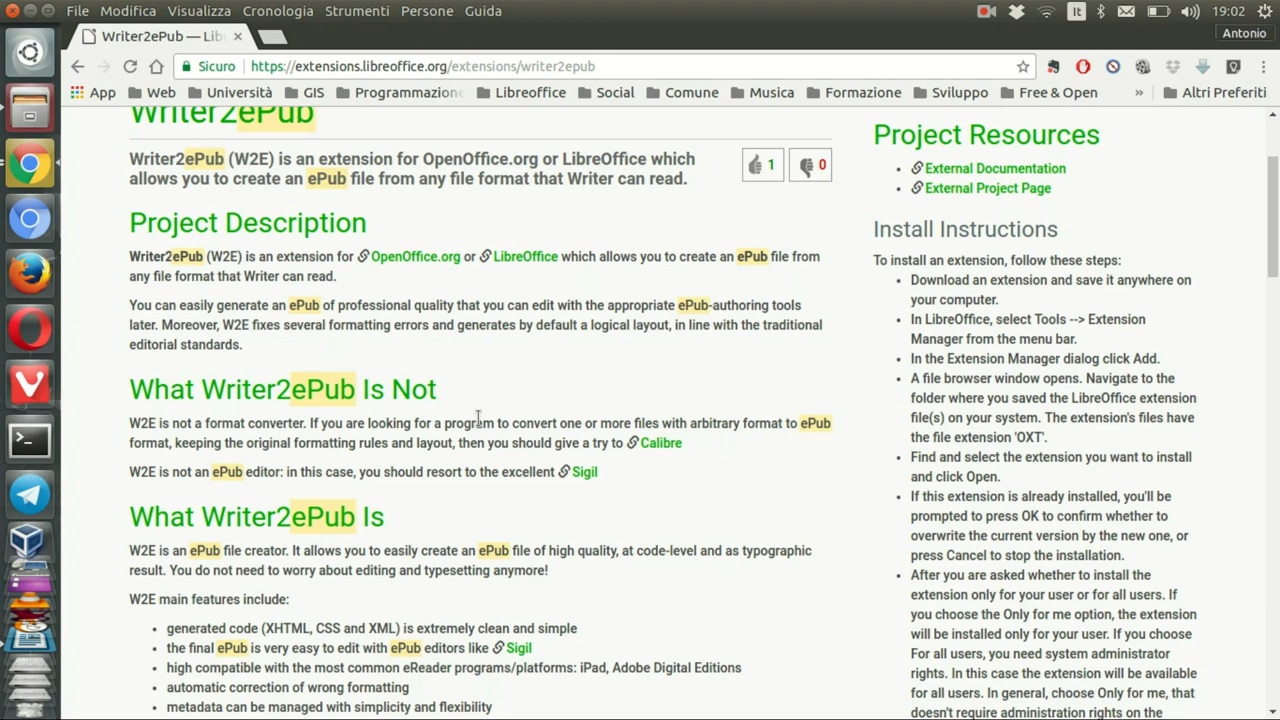 File Modifica Visualizza Cronologia Strumenti Persone Guida
It 19:02
Writer2ePub — Lib
Antonio
Sicuro https://extensions.libreoffice.org/extensions/writer2epub
App Web Università GIS Programmazione Libreoffice Social Comune Musica Formazione Sviluppo Free & Open » Altri Preferiti
Writer2ePub
Writer2ePub (W2E) is an extension for OpenOffice.org or LibreOffice which
allows you to create an ePub file from any file format that Writer can read.
1 0
Project Description
Writer2ePub (W2E) is an extension for OpenOffice.org or LibreOffice which allows you to create an ePub file from
any file format that Writer can read.
You can easily generate an ePub of professional quality that you can edit with the appropriate ePub-authoring tools
later. Moreover, W2E fixes several formatting errors and generates by default a logical layout, in line with the traditional
editorial standards.
What Writer2ePub Is Not
W2E is not a format converter. If you are looking for a program to convert one or more files with arbitrary format to ePub
format, keeping the original formatting rules and layout, then you should give a try to Calibre
W2E is not an ePub editor: in this case, you should resort to the excellent Sigil
What Writer2ePub Is
W2E is an ePub file creator. It allows you to easily create an ePub file of high quality, at code-level and as typographic
result. You do not need to worry about editing and typesetting anymore!
W2E main features include:
• generated code (XHTML, CSS and XML) is extremely clean and simple
• the final ePub is very easy to edit with ePub editors like Sigil
• high compatible with the most common eReader programs/platforms: iPad, Adobe Digital Editions
• automatic correction of wrong formatting
• metadata can be managed with simplicity and flexibility
Project Resources
• External Documentation
• External Project Page
Install Instructions
To install an extension, follow these steps:
• Download an extension and save it anywhere on
your computer.
• In LibreOffice, select Tools --> Extension
Manager from the menu bar.
• In the Extension Manager dialog click Add.
• A file browser window opens. Navigate to the
folder where you saved the LibreOffice extension
file(s) on your system. The extension's files have
the file extension 'OXT'.
• Find and select the extension you want to install
and click Open.
• If this extension is already installed, you'll be
prompted to press OK to confirm whether to
overwrite the current version by the new one, or
press Cancel to stop the installation.
• After you are asked whether to install the
extension only for your user or for all users. If
you choose the Only for me option, the extension
will be installed only for your user. If you choose
For all users, you need system administrator
rights. In this case the extension will be available
for all users. In general, choose Only for me, that
doesn't require administration rights on the